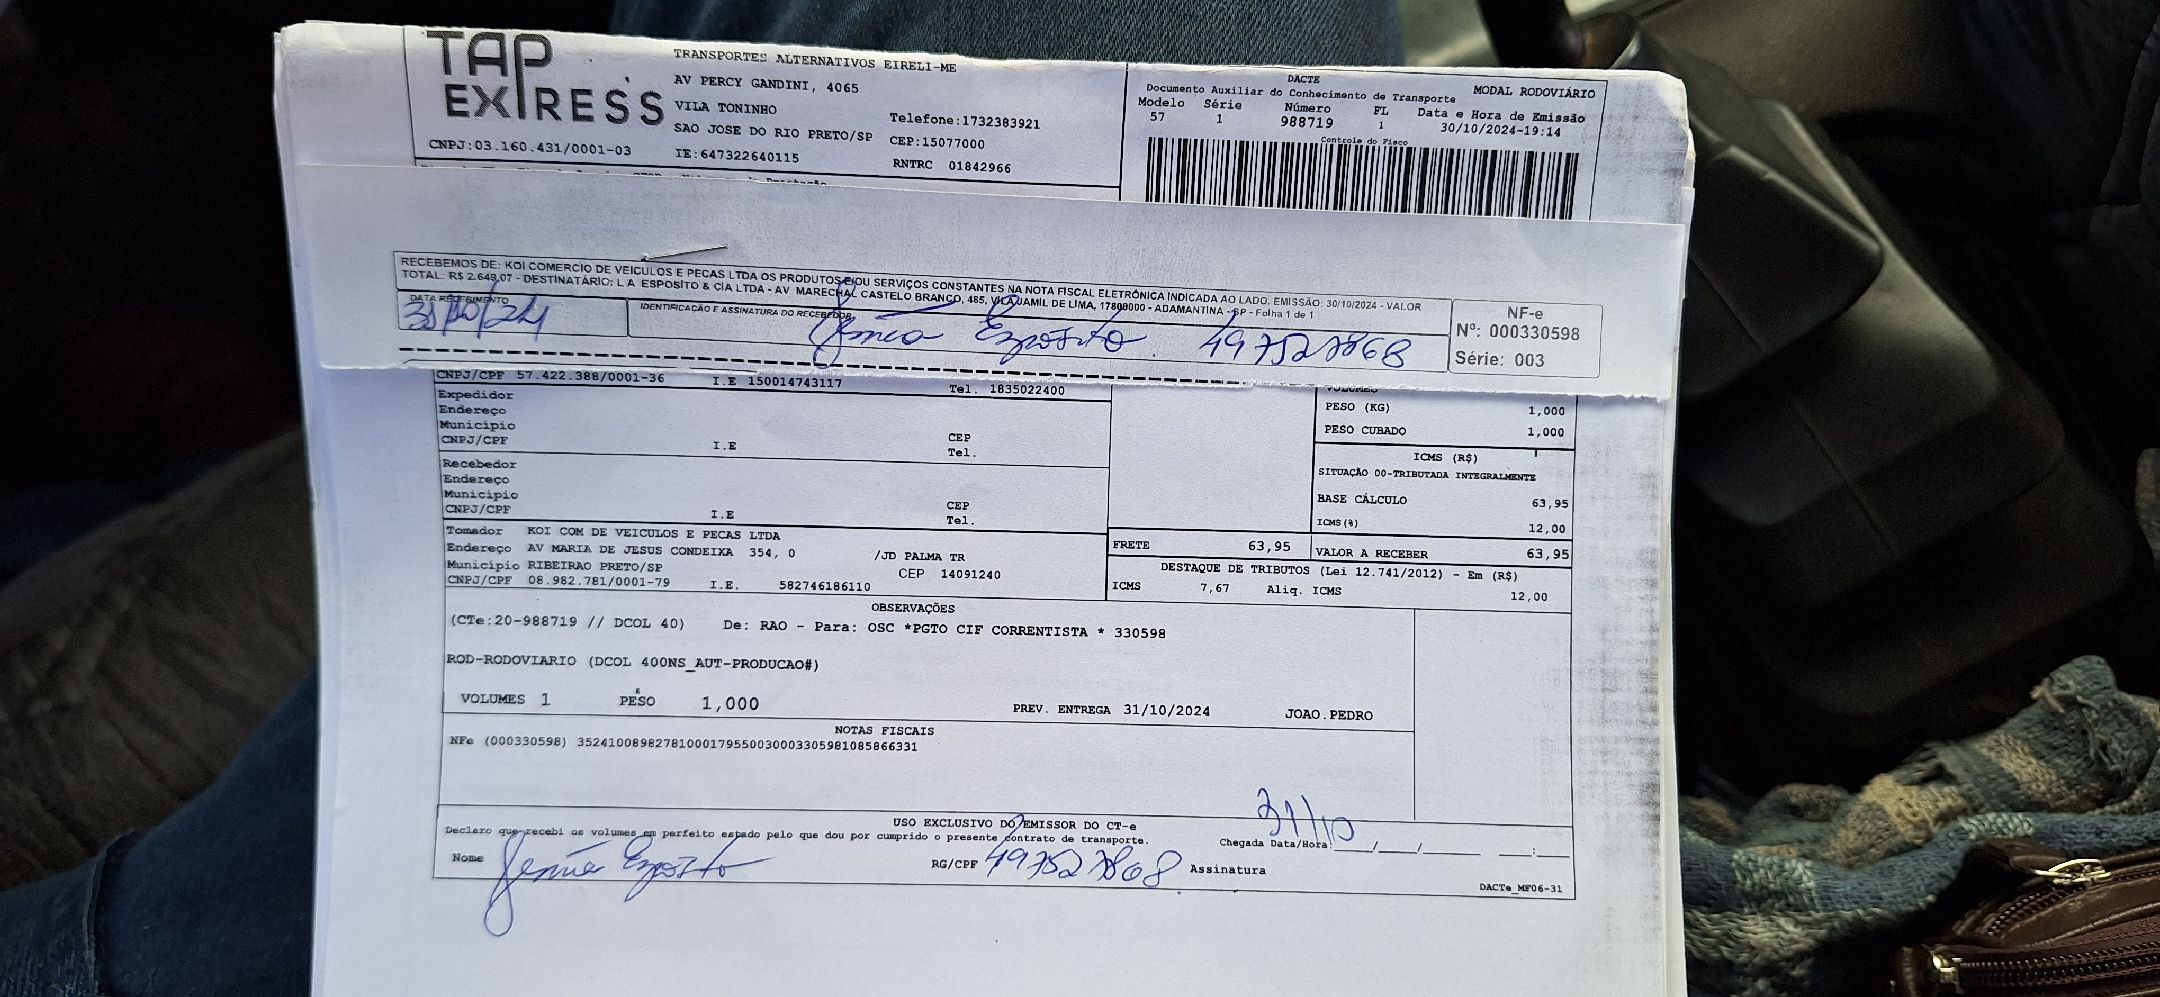 TAP EXPRESS
TRANSPORTES ALTERNATIVOS EIRELI-ME
AV PERCY GANDINI, 4065
VILA TONINHO
SAO JOSE DO RIO PRETO/SP
Telefone:1732383921
CEP:15077000
CNPJ:03.160.431/0001-03
IE:647322640115
RNTRC 01842966
DACTE
MODAL RODOVIÁRIO
Documento Auxiliar do Conhecimento de Transporte
Modelo Série Número FL Data e Hora de Emissão
57 1 988719 1 30/10/2024-19:14
Controle do Fisco
RECEBEMOS DE: KOI COMERCIO DE VEICULOS E PECAS LTDA OS PRODUTOS E/OU SERVIÇOS CONSTANTES NA NOTA FISCAL ELETRÔNICA INDICADA AO LADO. EMISSÃO: 30/10/2024 - VALOR
TOTAL: R$ 2.649,07 - DESTINATÁRIO: L A ESPOSITO & CIA LTDA - AV MARECHAL CASTELO BRANCO, 485, VILA JAMIL DE LIMA, 17800000 - ADAMANTINA - SP - Folha 1 de 1
DATA RECEBIMENTO
31/10/24
IDENTIFICAÇÃO E ASSINATURA DO RECEBEDOR
Esposito 497527868
NF-e
Nº: 000330598
Série: 003
CNPJ/CPF 57.422.388/0001-36 I.E 150014743117 Tel. 1835022400
Expedidor
Endereço
Município CEP
CNPJ/CPF I.E Tel.
Recebedor
Endereço
Município CEP
CNPJ/CPF I.E Tel.
Tomador KOI COM DE VEICULOS E PECAS LTDA
Endereço AV MARIA DE JESUS CONDEIXA 354, 0 /JD PALMA TR
Município RIBEIRAO PRETO/SP CEP 14091240
CNPJ/CPF 08.982.781/0001-79 I.E. 582746186110
VOLUMES
PESO (KG) 1,000
PESO CUBADO 1,000
ICMS (R$)
SITUAÇÃO 00-TRIBUTADA INTEGRALMENTE
BASE CÁLCULO 63,95
ICMS(%) 12,00
FRETE 63,95 VALOR A RECEBER 63,95
DESTAQUE DE TRIBUTOS (Lei 12.741/2012) - Em (R$)
ICMS 7,67 Aliq. ICMS 12,00
OBSERVAÇÕES
(CTe:20-988719 // DCOL 40) De: RAO - Para: OSC *PGTO CIF CORRENTISTA * 330598
ROD-RODOVIARIO (DCOL 400NS_AUT-PRODUCAO#)
VOLUMES 1 PESO 1,000 PREV. ENTREGA 31/10/2024 JOAO.PEDRO
NOTAS FISCAIS
NFe (000330598) 35241008982781000179550030003305981085866331
USO EXCLUSIVO DO EMISSOR DO CT-e
Declaro que recebi os volumes em perfeito estado pelo que dou por cumprido o presente contrato de transporte.
Chegada Data/Hora: 31/10
Nome Esposito RG/CPF 497527868 Assinatura
DACTe_MF06-31